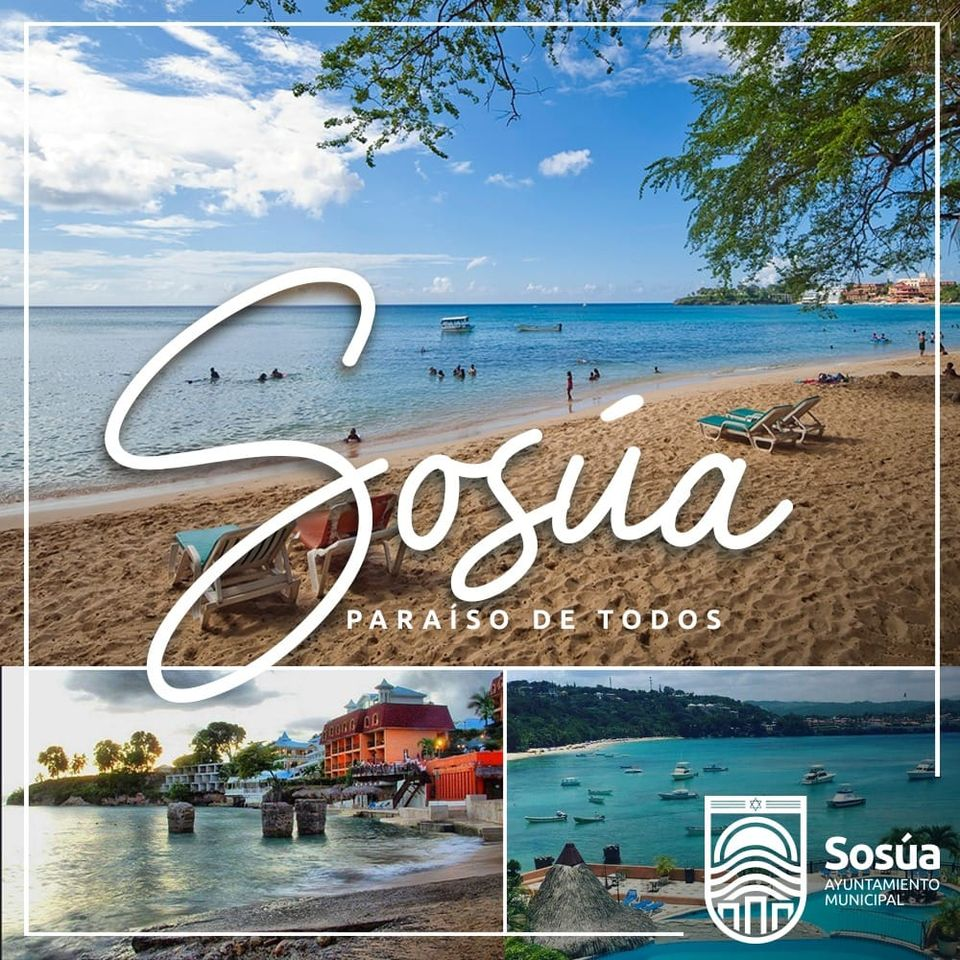 Sosúa
PARAÍSO DE TODOS
Sosúa
AYUNTAMIENTO
MUNICIPAL